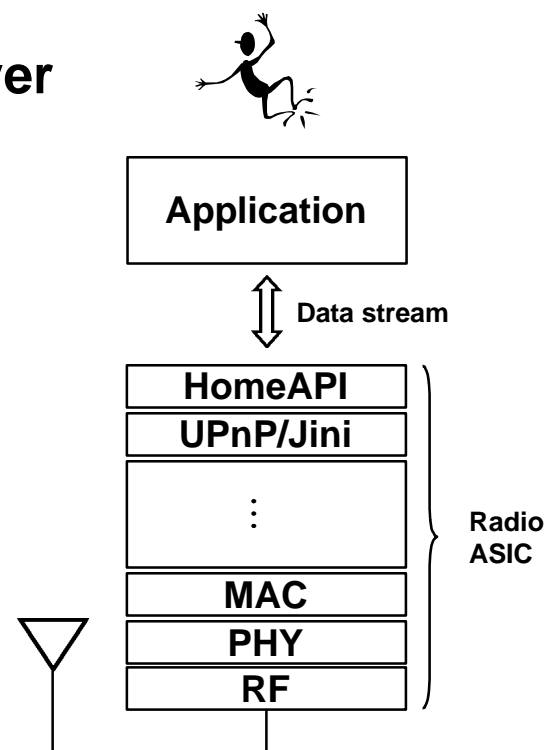 ver
Application
Data stream
HomeAPI
UPnP/Jini
⋮
Radio
ASIC
MAC
PHY
RF